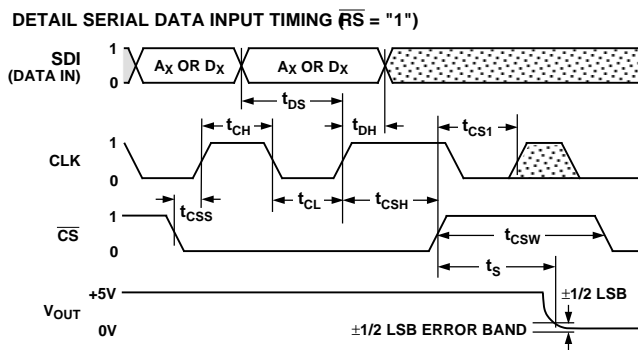 DETAIL SERIAL DATA INPUT TIMING (RS = "1")
SDI
(DATA IN)
1
0
AX OR DX
AX OR DX
tDS
tCH
tDH
tCS1
CLK
1
0
tCSS
tCL
tCSH
CS
1
0
tCSW
tS
VOUT
+5V
0V
±1/2 LSB
±1/2 LSB ERROR BAND